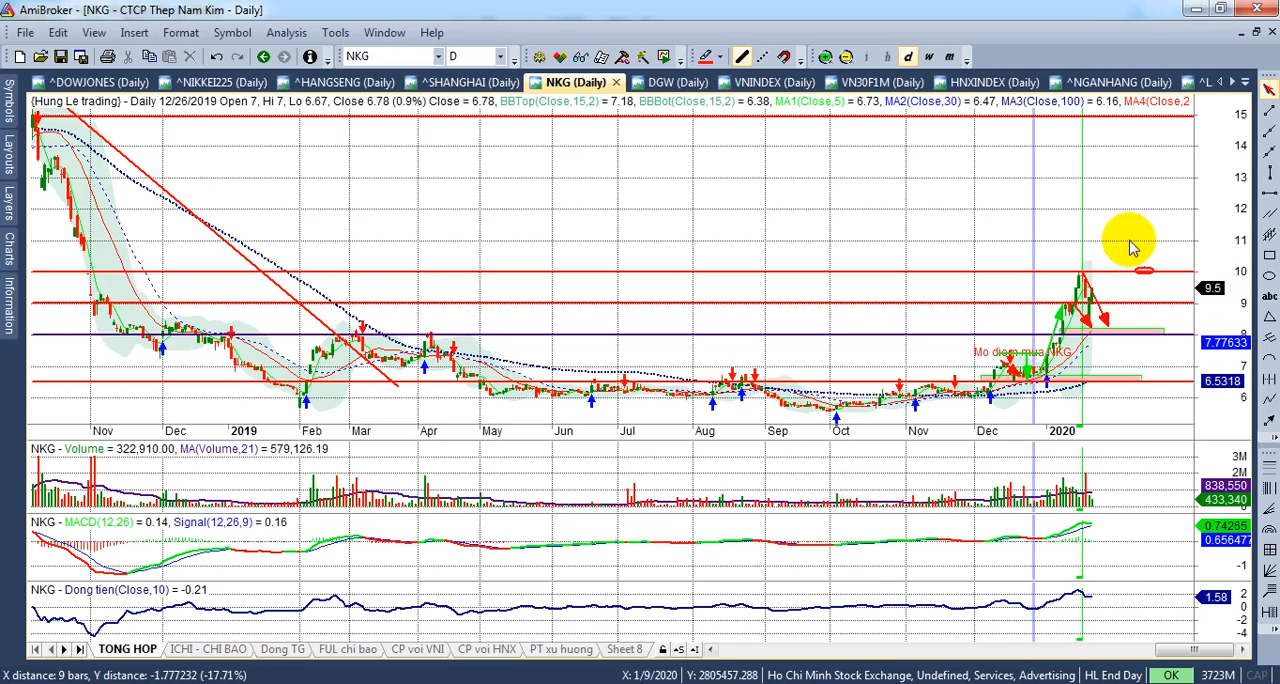 AmiBroker - [NKG - CTCP Thep Nam Kim - Daily]
File Edit View Insert Format Symbol Analysis Tools Window Help
NKG D i h d w m
^DOWJONES (Daily) ^NIKKEI225 (Daily) ^HANGSENG (Daily) ^SHANGHAI (Daily) NKG (Daily) DGW (Daily) VNINDEX (Daily) VN30F1M (Daily) HNXINDEX (Daily) ^NGANHANG (Daily) ^L
Symbols
Layouts
Layers
Charts
Information
{Hung Le trading} - Daily 12/26/2019 Open 7, Hi 7, Lo 6.67, Close 6.78 (0.9%) Close = 6.78, BBTop(Close,15,2) = 7.18, BBBot(Close,15,2) = 6.38, MA1(Close,5) = 6.73, MA2(Close,30) = 6.47, MA3(Close,100) = 6.16, MA4(Close,2
15
14
13
12
11
10
9.5
9
8
7.77633
7
6.5318
6
Mo diem mua NKG
Nov Dec 2019 Feb Mar Apr May Jun Jul Aug Sep Oct Nov Dec 2020
NKG - Volume = 322,910.00, MA(Volume,21) = 579,126.19
3M
2M
838,550
433,340
0
NKG - MACD(12,26) = 0.14, Signal(12,26,9) = 0.16
0.74265
0.656477
-1
NKG - Dong tien(Close,10) = -0.21
2
1.58
0
-2
-4
TONG HOP ICHI - CHI BAO Dong TG FUL chi bao CP voi VNI CP voi HNX PT xu huong Sheet 8
abc
X distance: 9 bars, Y distance: -1.777232 (-17.71%) X: 1/9/2020 Y: 2805457.288 Ho Chi Minh Stock Exchange, Undefined, Services, Advertising HL End Day OK 3723M CAP